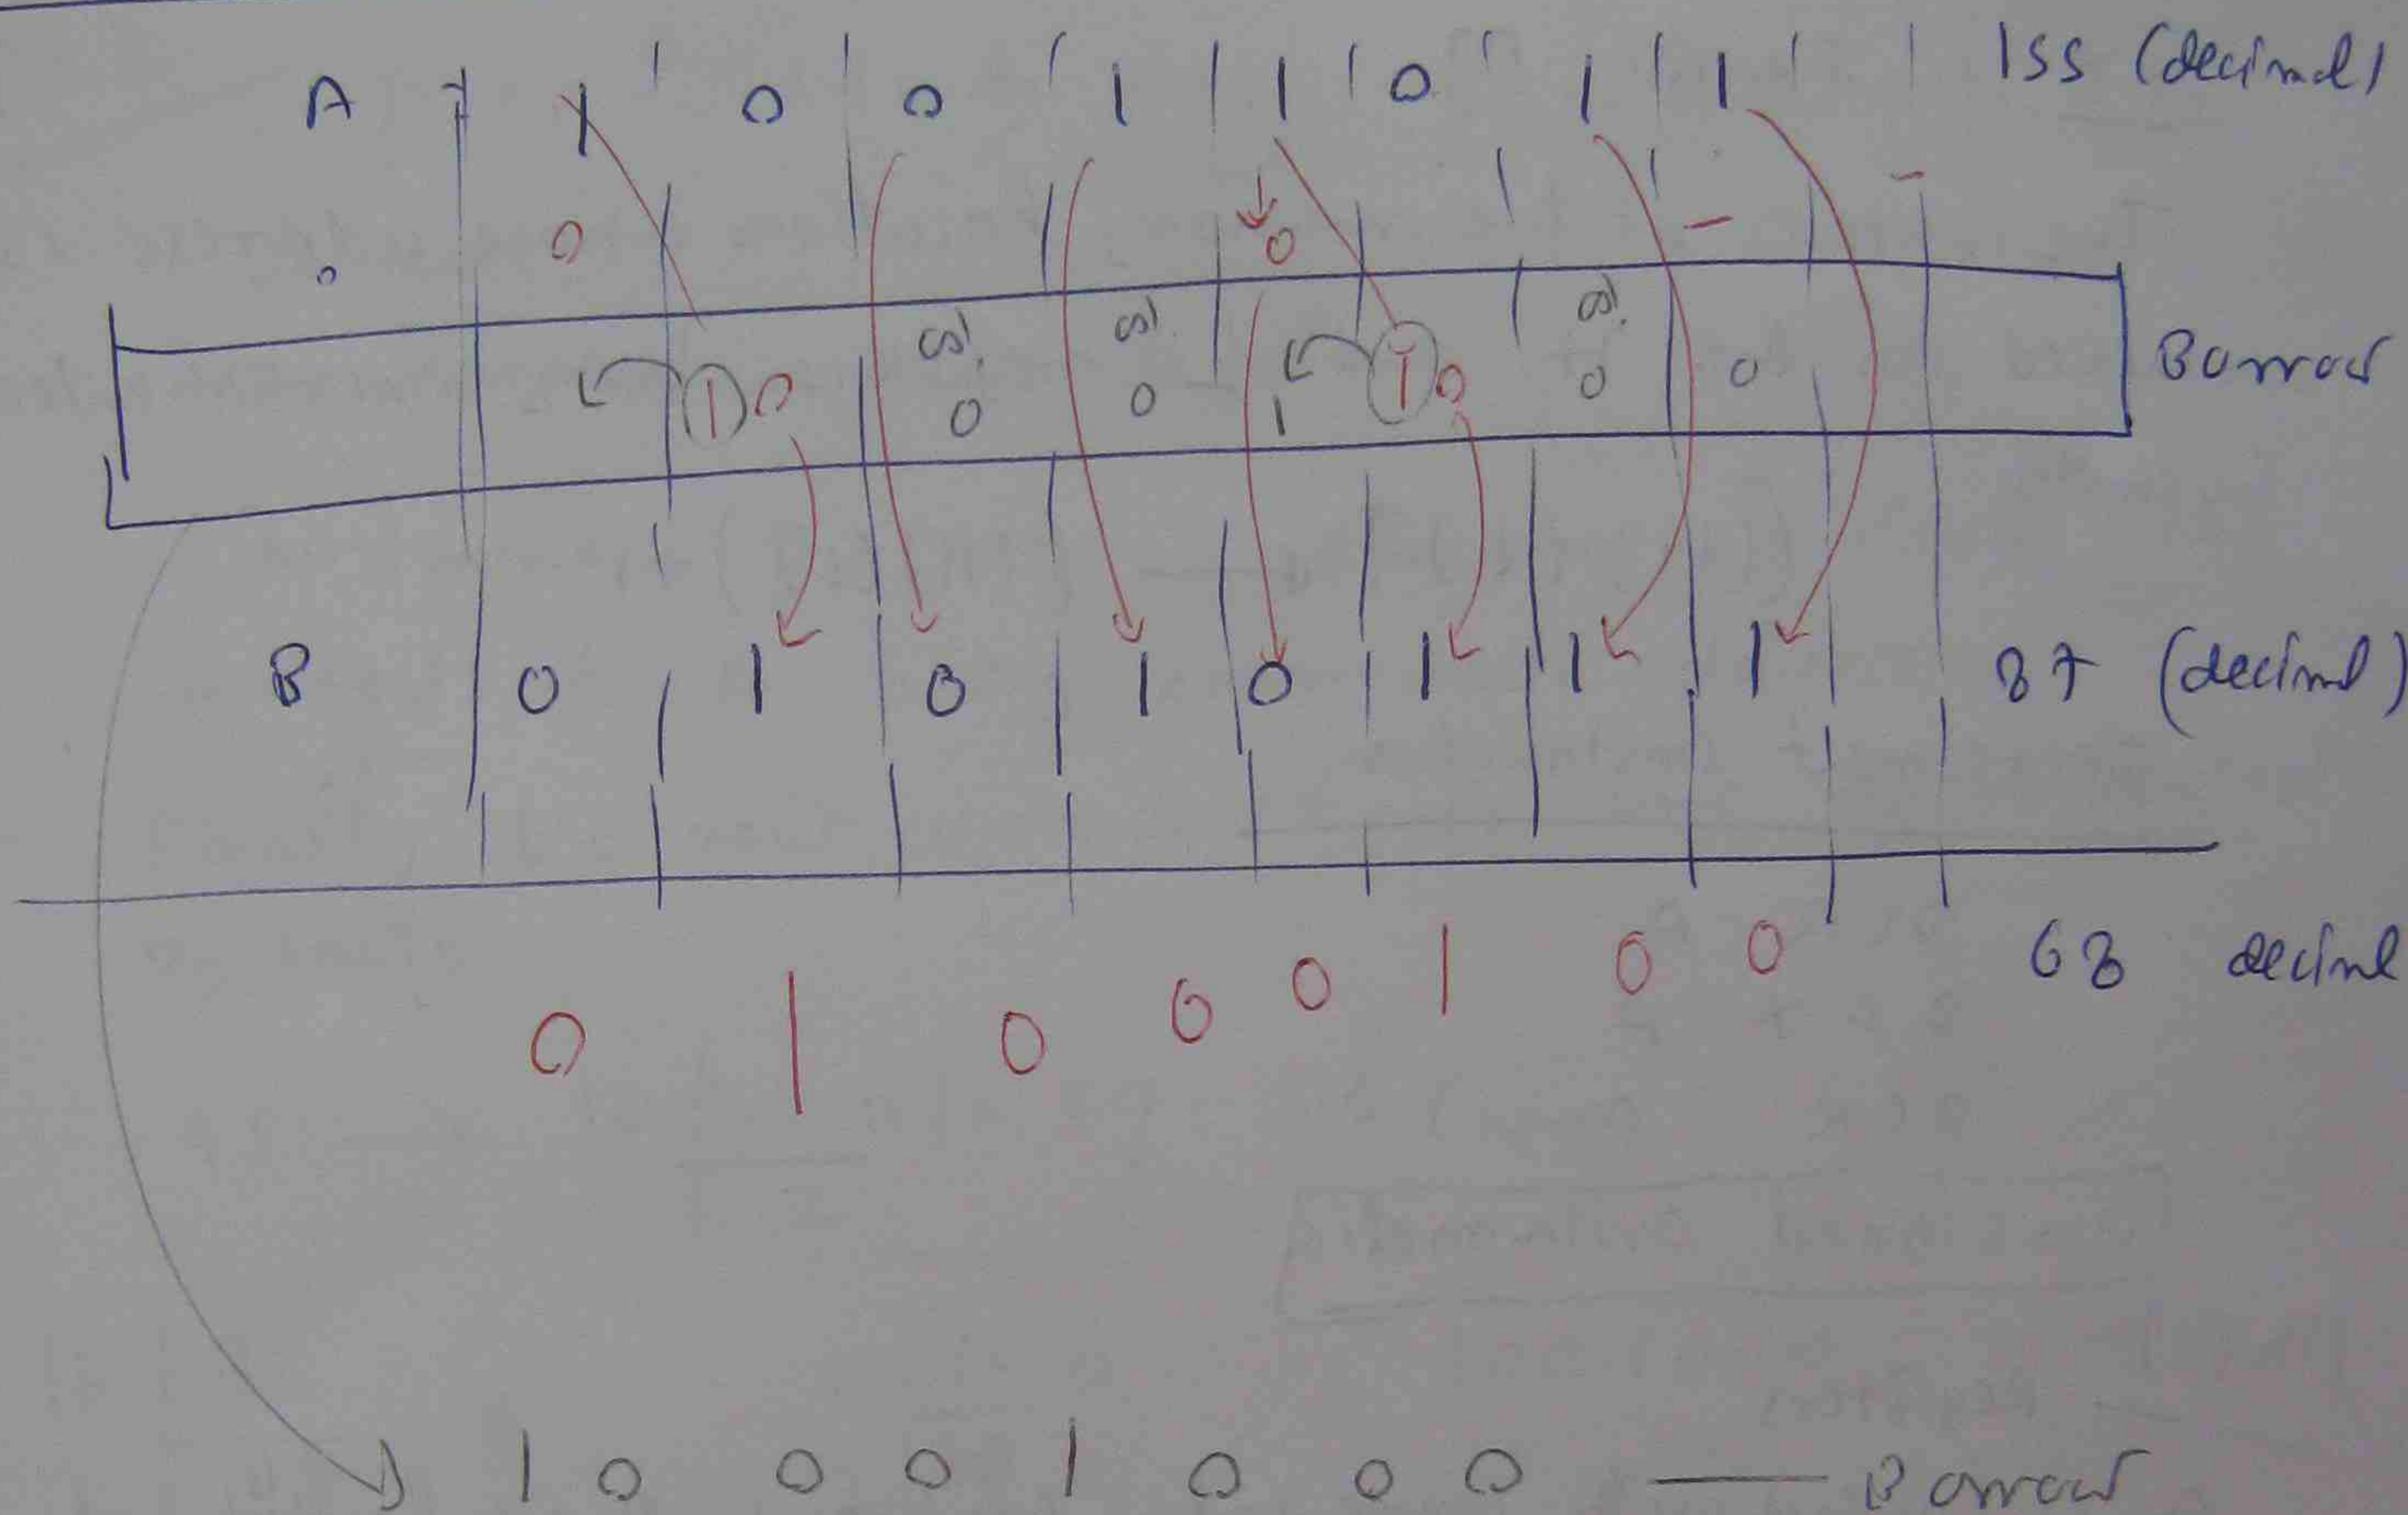 A 1 0 0 1 1 0 1 1 155 (decimal)
0 0 - -
1 0 0 0 1 1 0 0 0 Borrow
B 0 1 0 1 0 1 1 1 87 (decimal)
0 1 0 0 0 1 0 0 68 decimal
1 0 0 0 1 0 0 0 — Borrow